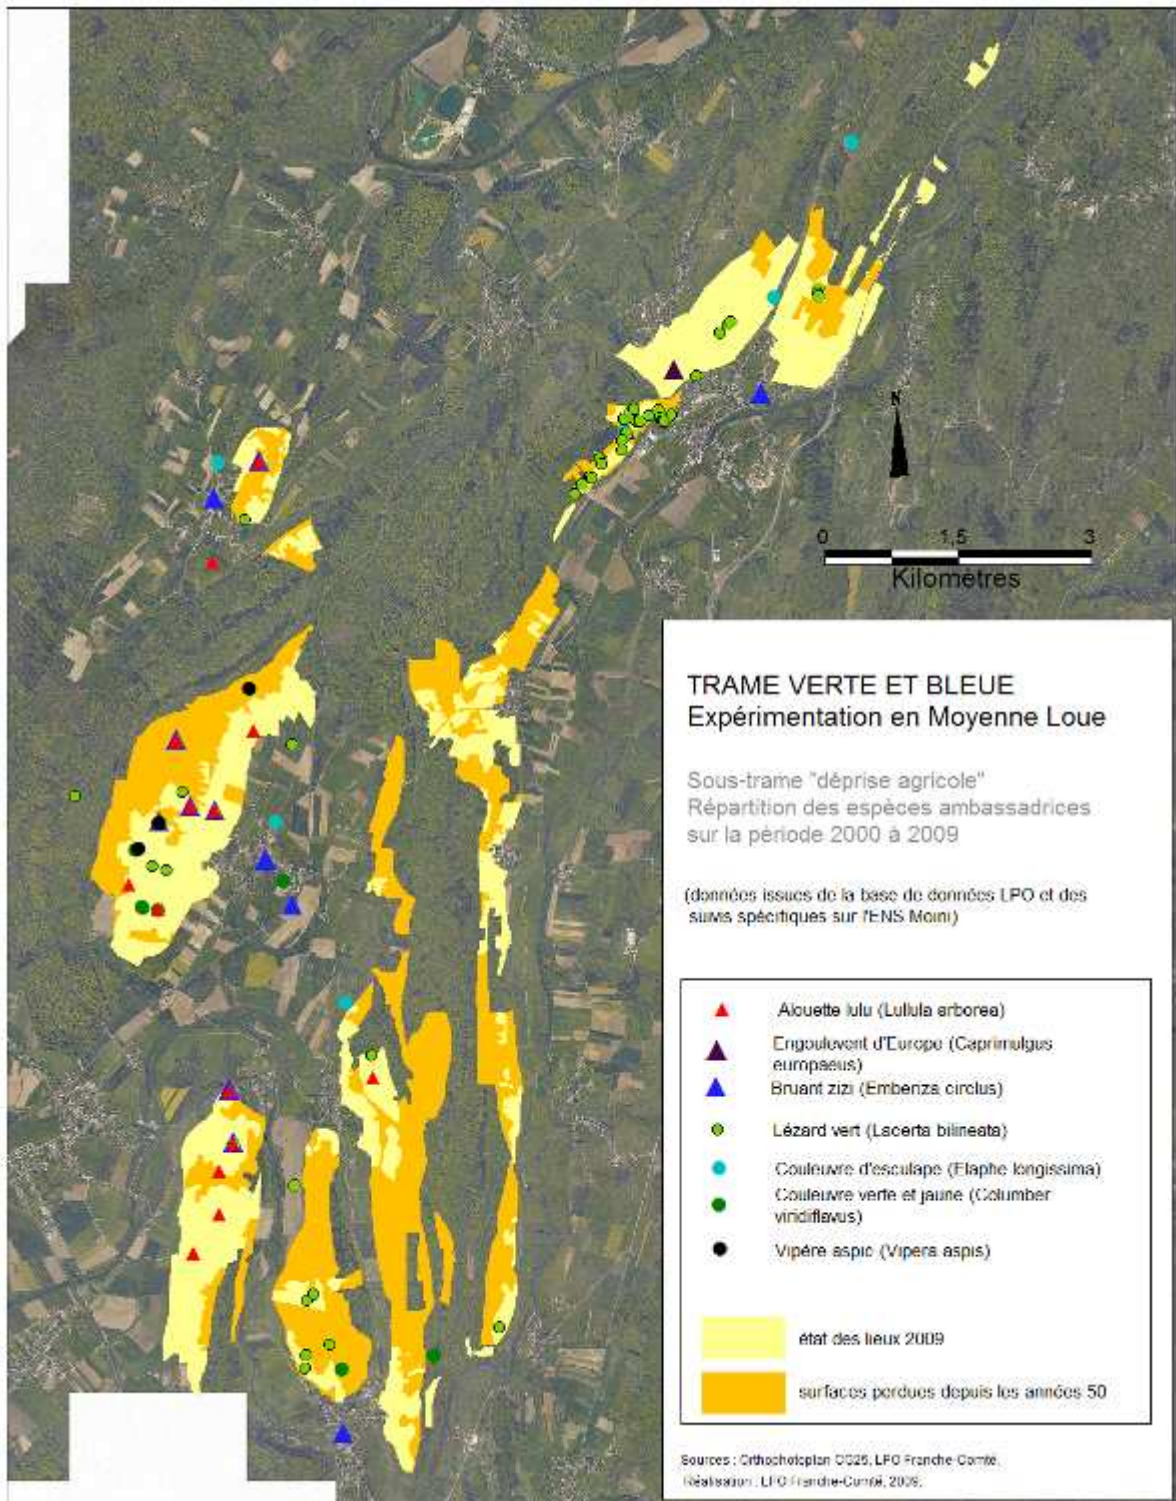 N
0 1,5 3
Kilomètres
TRAME VERTE ET BLEUE
Expérimentation en Moyenne Loue
Sous-trame "déprise agricole"
Répartition des espèces ambassadrices
sur la période 2000 à 2009
(données issues de la base de données LPO et des
suivis spécifiques sur l'ENS Moini)
Alouette lulu (Lullula arborea)
Engoulevent d'Europe (Caprimulgus
europaeus)
Bruant zizi (Emberiza cirlus)
Lézard vert (Lacerta bilineata)
Couleuvre d'esculape (Elaphe longissima)
Couleuvre verte et jaune (Columber
viridiflavus)
Vipère aspic (Vipera aspis)
état des lieux 2009
surfaces perdues depuis les années 50
Sources : Orthophotoplan CG25, LPO Franche-Comté,
Réalisation : LPO Franche-Comté, 2009.